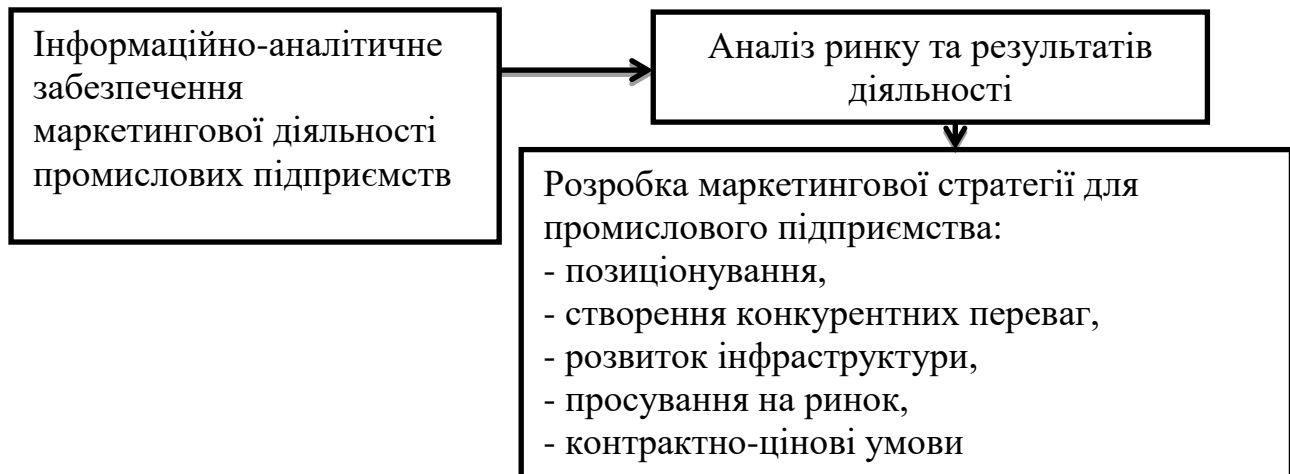 Інформаційно-аналітичне
забезпечення
маркетингової діяльності
промислових підприємств
Аналіз ринку та результатів
діяльності
Розробка маркетингової стратегії для
промислового підприємства:
- позиціонування,
- створення конкурентних переваг,
- розвиток інфраструктури,
- просування на ринок,
- контрактно-цінові умови